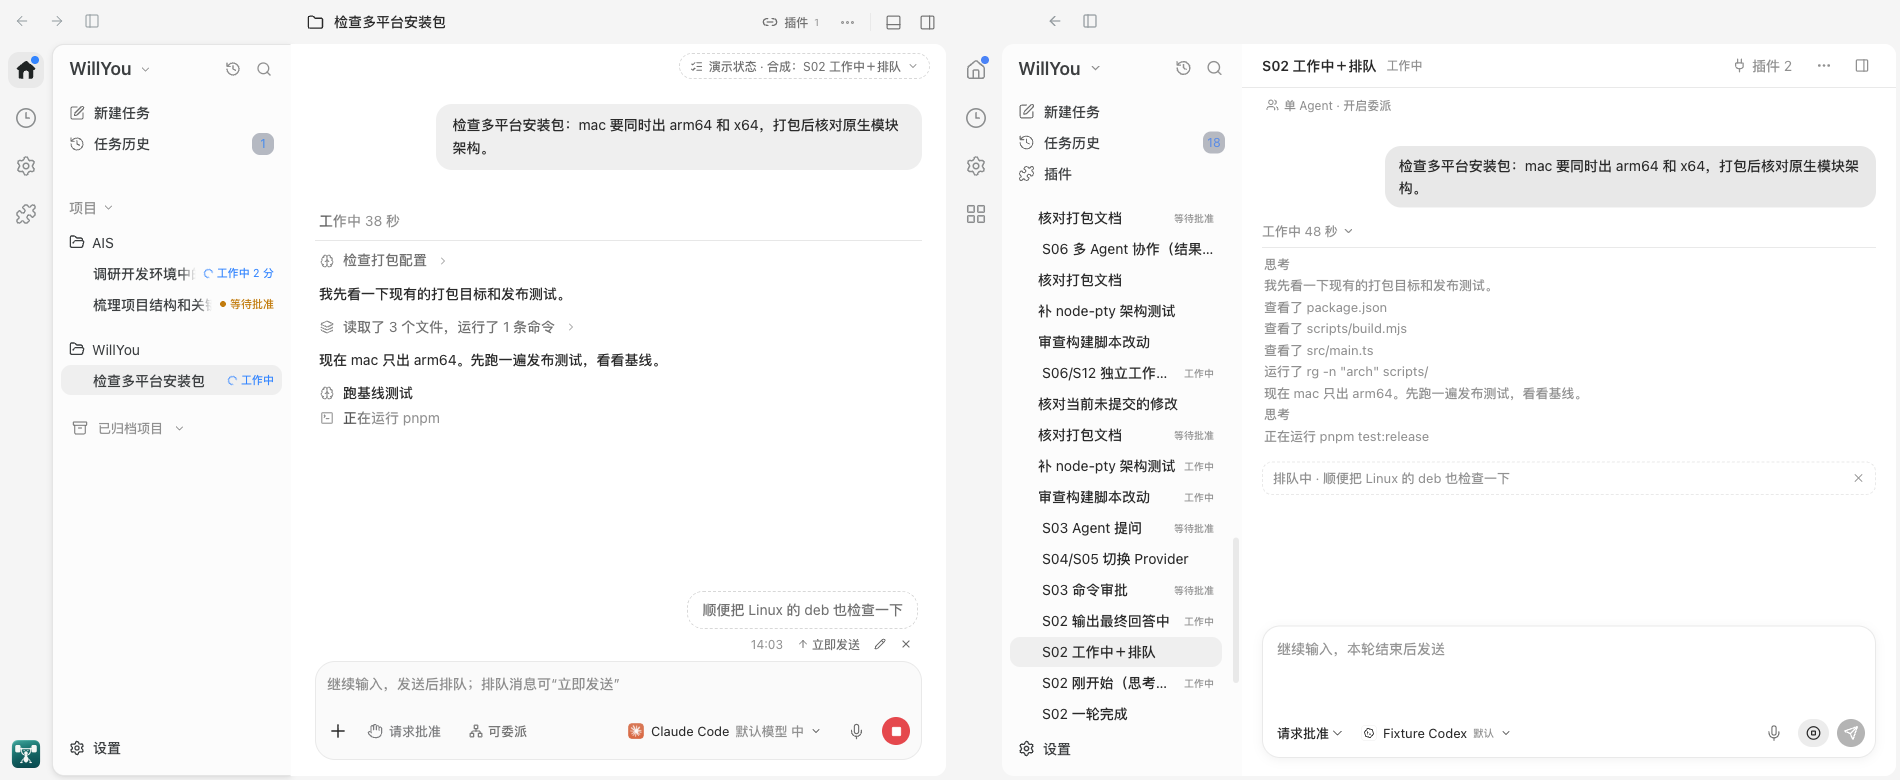 检查多平台安装包
插件 1
WillYou
新建任务
任务历史 1
项目
AIS
调研开发环境中 工作中 2 分
梳理项目结构和关 等待批准
WillYou
检查多平台安装包 工作中
已归档项目
设置
演示状态 · 合成：S02 工作中＋排队
检查多平台安装包：mac 要同时出 arm64 和 x64，打包后核对原生模块
架构。
工作中 38 秒
检查打包配置
我先看一下现有的打包目标和发布测试。
读取了 3 个文件，运行了 1 条命令
现在 mac 只出 arm64。先跑一遍发布测试，看看基线。
跑基线测试
正在运行 pnpm
顺便把 Linux 的 deb 也检查一下
14:03 立即发送
继续输入，发送后排队；排队消息可“立即发送”
请求批准 可委派 Claude Code 默认模型 中
WillYou
新建任务
任务历史 18
插件
核对打包文档 等待批准
S06 多 Agent 协作（结果...
核对打包文档
补 node-pty 架构测试
审查构建脚本改动
S06/S12 独立工作... 工作中
核对当前未提交的修改
核对打包文档 等待批准
补 node-pty 架构测试 工作中
审查构建脚本改动 工作中
S03 Agent 提问 等待批准
S04/S05 切换 Provider
S03 命令审批 等待批准
S02 输出最终回答中 工作中
S02 工作中＋排队
S02 刚开始（思考... 工作中
S02 一轮完成
设置
S02 工作中＋排队 工作中
插件 2
单 Agent · 开启委派
检查多平台安装包：mac 要同时出 arm64 和 x64，打包后核对原生模块架
构。
工作中 48 秒
思考
我先看一下现有的打包目标和发布测试。
查看了 package.json
查看了 scripts/build.mjs
查看了 src/main.ts
运行了 rg -n "arch" scripts/
现在 mac 只出 arm64。先跑一遍发布测试，看看基线。
思考
正在运行 pnpm test:release
排队中 · 顺便把 Linux 的 deb 也检查一下
继续输入，本轮结束后发送
请求批准 Fixture Codex 默认